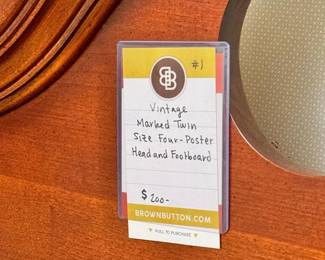 #1
BB
Vintage
Marked Twin
Size Four-Poster
Head and Footboard
$200-
BROWNBUTTON.COM
PULL TO PURCHASE